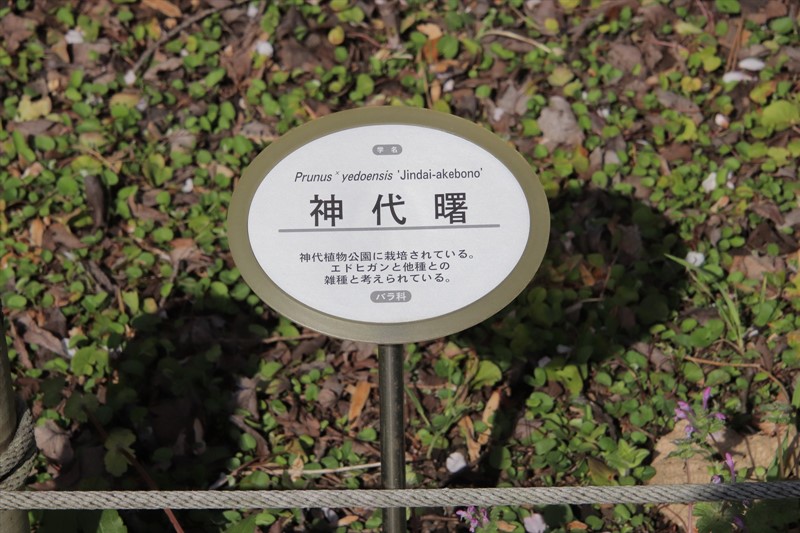 学名
Prunus × yedoensis 'Jindai-akebono'
神代曙
神代植物公園に栽培されている。
エドヒガンと他種との
雑種と考えられている。
バラ科